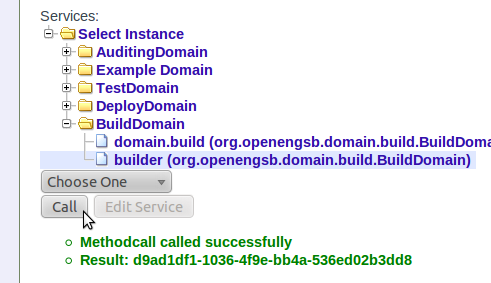 Services:
Select Instance
AuditingDomain
Example Domain
TestDomain
DeployDomain
BuildDomain
domain.build (org.openengsb.domain.build.BuildDoma
builder (org.openengsb.domain.build.BuildDomain)
Choose One
Call Edit Service
Methodcall called successfully
Result: d9ad1df1-1036-4f9e-bb4a-536ed02b3dd8